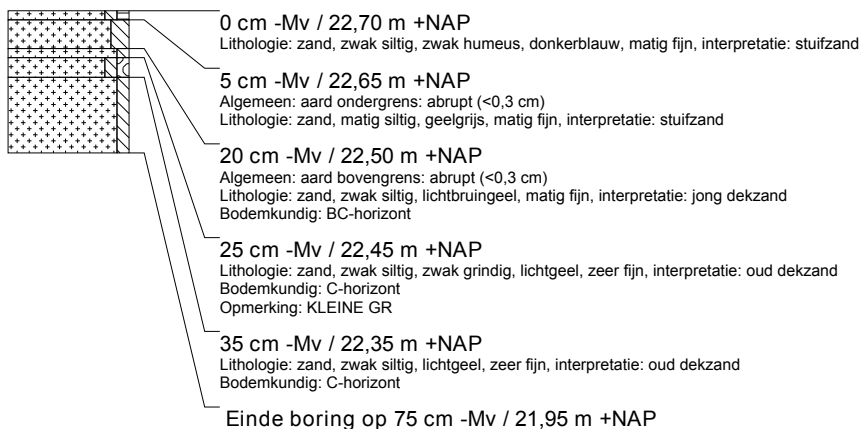 0 cm -Mv / 22,70 m +NAP
Lithologie: zand, zwak siltig, zwak humeus, donkerblauw, matig fijn, interpretatie: stuifzand
5 cm -Mv / 22,65 m +NAP
Algemeen: aard ondergrens: abrupt (<0,3 cm)
Lithologie: zand, matig siltig, geelgrijs, matig fijn, interpretatie: stuifzand
20 cm -Mv / 22,50 m +NAP
Algemeen: aard bovengrens: abrupt (<0,3 cm)
Lithologie: zand, zwak siltig, lichtbruingeel, matig fijn, interpretatie: jong dekzand
Bodemkundig: BC-horizont
25 cm -Mv / 22,45 m +NAP
Lithologie: zand, zwak siltig, zwak grindig, lichtgeel, zeer fijn, interpretatie: oud dekzand
Bodemkundig: C-horizont
Opmerking: KLEINE GR
35 cm -Mv / 22,35 m +NAP
Lithologie: zand, zwak siltig, lichtgeel, zeer fijn, interpretatie: oud dekzand
Bodemkundig: C-horizont
Einde boring op 75 cm -Mv / 21,95 m +NAP